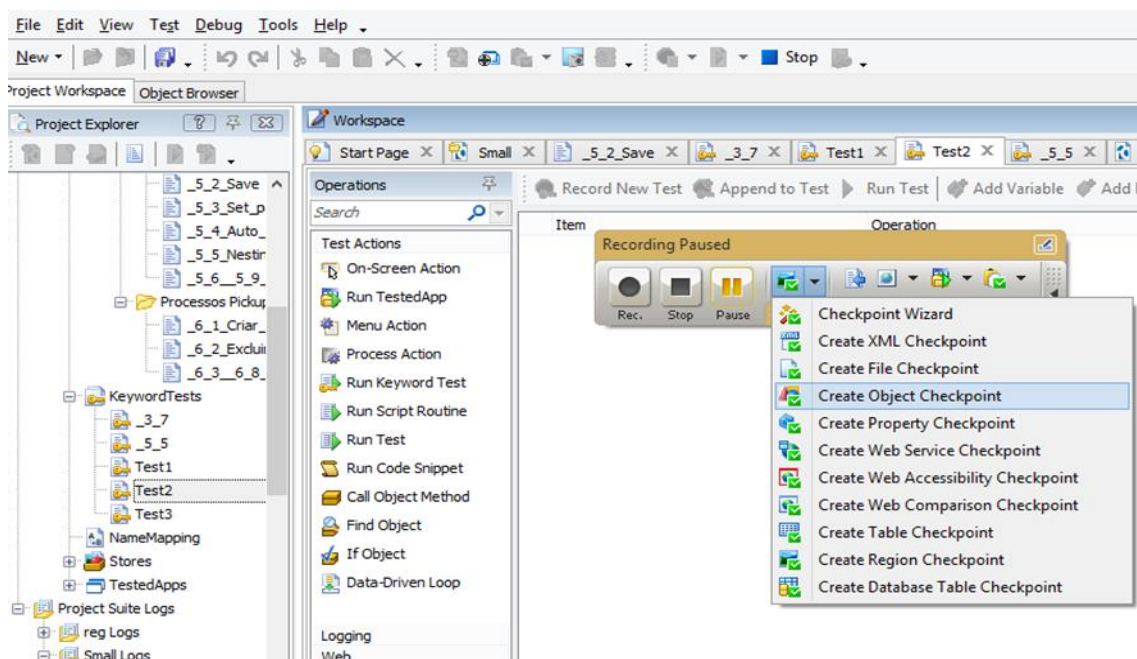 File Edit View Test Debug Tools Help
New Stop
Project Workspace Object Browser
Project Explorer
_5_2_Save
_5_3_Set_p
_5_4_Auto_
_5_5_Nestir
_5_6__5_9_
Processos Pickup
_6_1_Criar_
_6_2_Excluir
_6_3__6_8_
KeywordTests
_3_7
_5_5
Test1
Test2
Test3
NameMapping
Stores
TestedApps
Project Suite Logs
reg Logs
Small Logs
Workspace
Start Page Small _5_2_Save _3_7 Test1 Test2 _5_5
Operations
Search
Test Actions
On-Screen Action
Run TestedApp
Menu Action
Process Action
Run Keyword Test
Run Script Routine
Run Test
Run Code Snippet
Call Object Method
Find Object
If Object
Data-Driven Loop
Logging
Web
Record New Test Append to Test Run Test Add Variable Add
Item Operation
Recording Paused
Rec. Stop Pause
Checkpoint Wizard
Create XML Checkpoint
Create File Checkpoint
Create Object Checkpoint
Create Property Checkpoint
Create Web Service Checkpoint
Create Web Accessibility Checkpoint
Create Web Comparison Checkpoint
Create Table Checkpoint
Create Region Checkpoint
Create Database Table Checkpoint